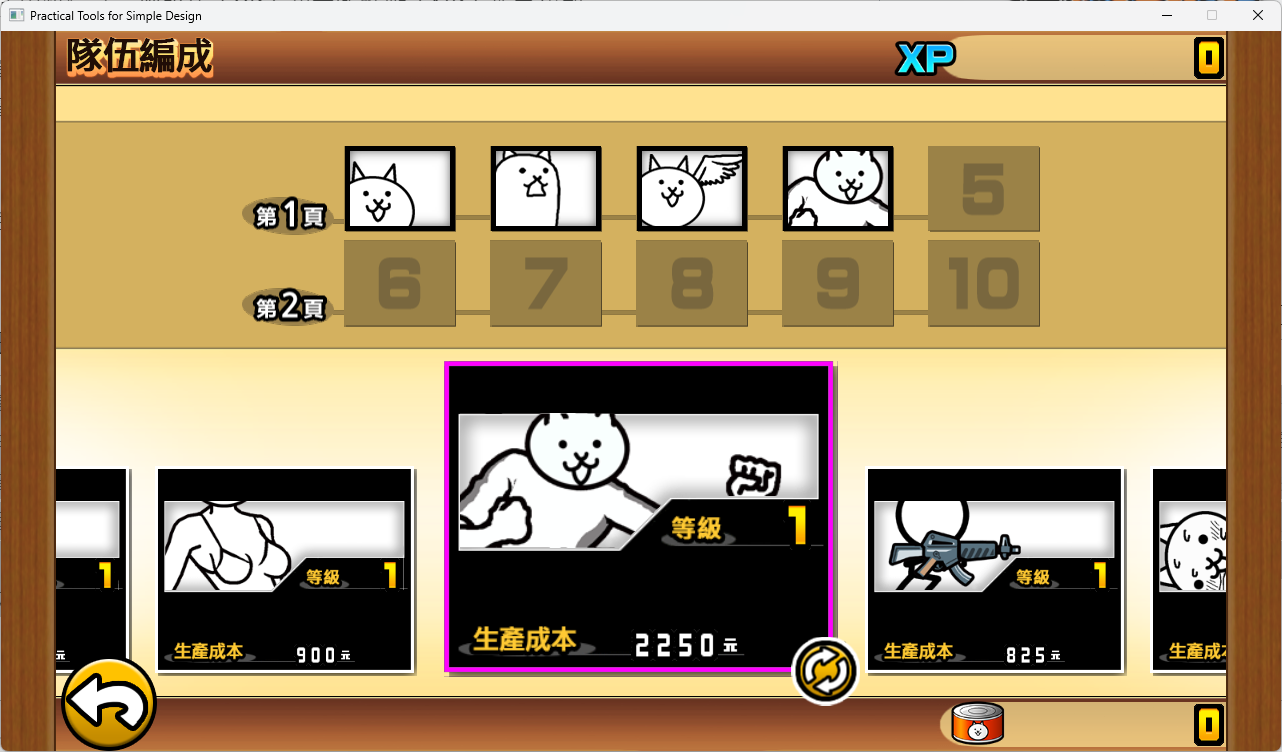 Practical Tools for Simple Design
隊伍編成
XP
0
第1頁
5
第2頁
6
7
8
9
10
1
等級
1
等級
1
等級
1
元
生產成本
900元
生產成本
2250元
生產成本
825元
生產成本
0